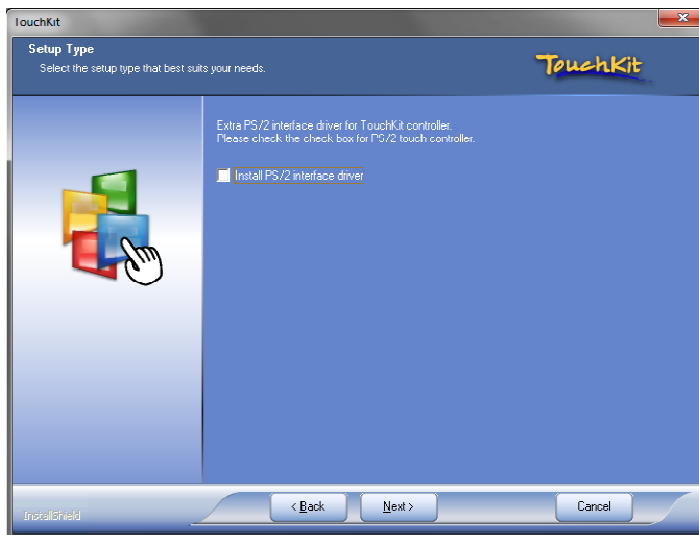 TouchKit
Setup Type
Select the setup type that best suits your needs.
TouchKit
Extra PS/2 interface driver for TouchKit controller.
Please check the check box for PS/2 touch controller.
Install PS/2 interface driver
InstallShield
< Back
Next >
Cancel